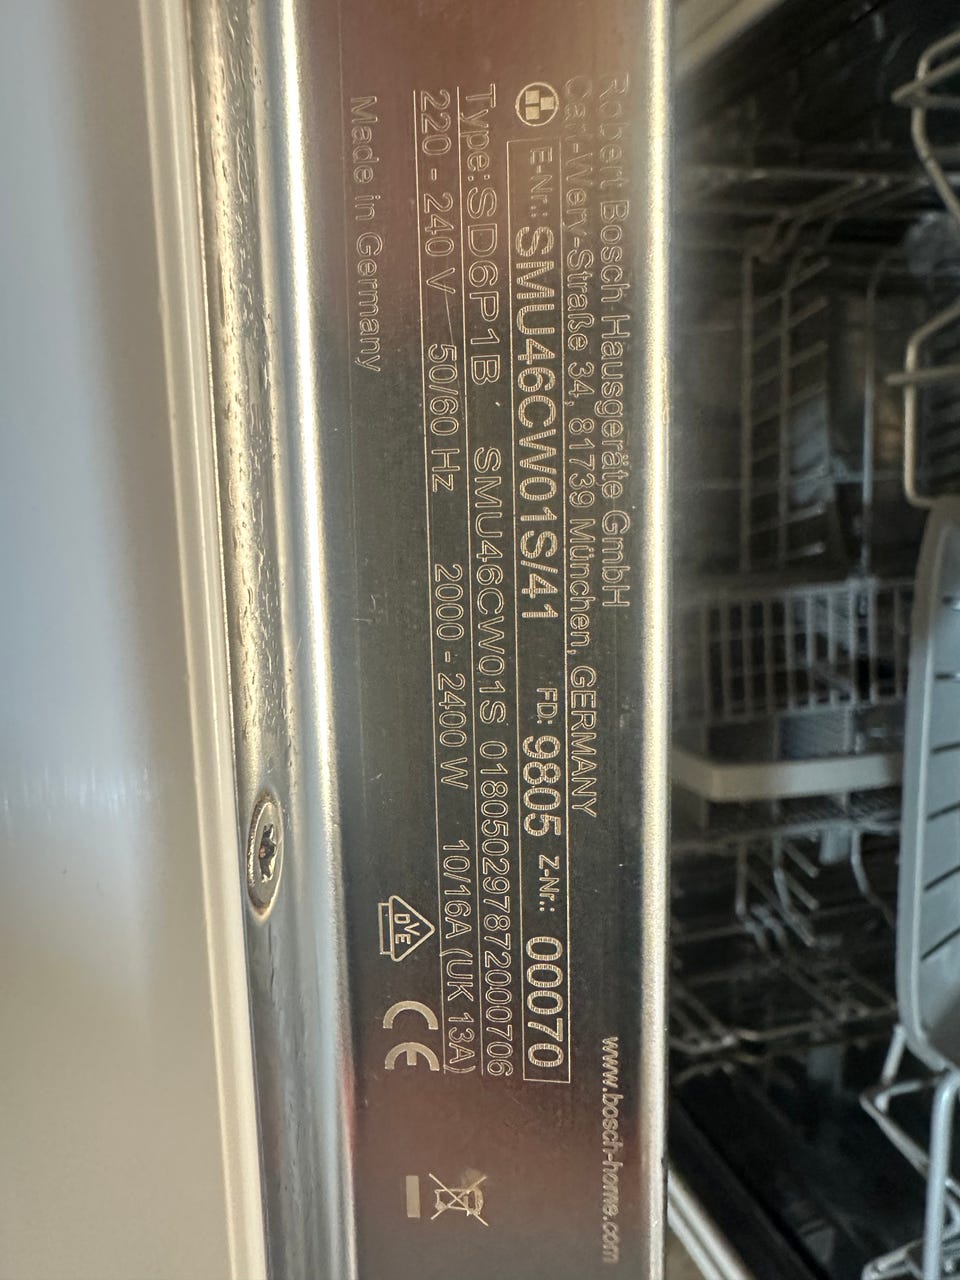 Robert Bosch Hausgeräte GmbH
Carl-Wery-Straße 34, 81739 München, GERMANY
www.bosch-home.com
E-Nr.: SMU46CW01S/41 FD: 9805 Z-Nr.: 00070
Type: SD6P1B SMU46CW01S 018050297872000706
220 - 240 V 50/60 Hz 2000 - 2400 W 10/16A (UK 13A)
Made in Germany
DVE
CE